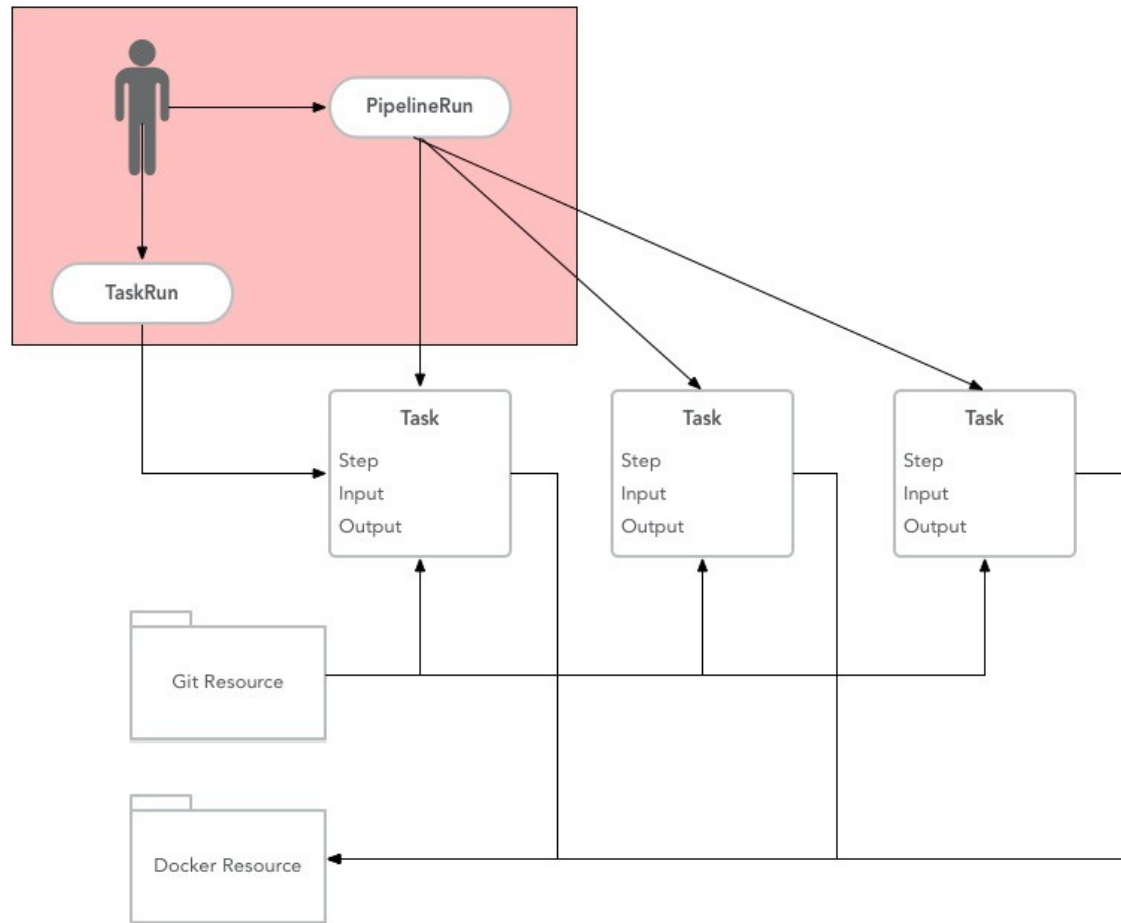 PipelineRun
TaskRun
Task
Step
Input
Output
Task
Step
Input
Output
Task
Step
Input
Output
Git Resource
Docker Resource